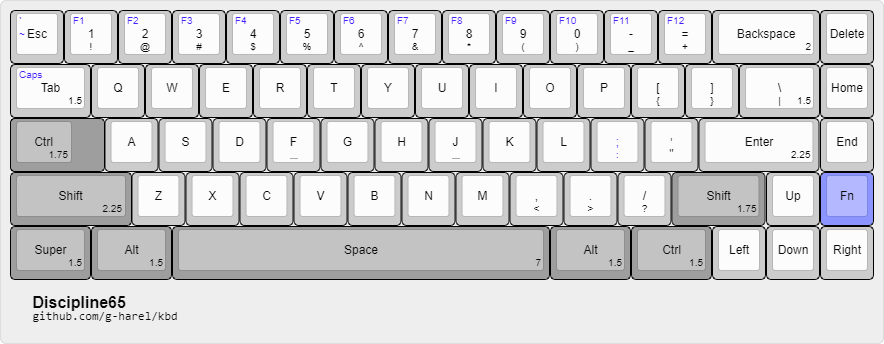 ` F1 F2 F3 F4 F5 F6 F7 F8 F9 F10 F11 F12
~ Esc 1 2 3 4 5 6 7 8 9 0 - = Backspace Delete
! @ # $ % ^ & * ( ) _ + 2
Caps
Tab Q W E R T Y U I O P [ ] \ Home
1.5 { } | 1.5
Ctrl A S D F G H J K L ; ' Enter End
1.75 _ _ : " 2.25
Shift Z X C V B N M , . / Shift Up Fn
2.25 < > ? 1.75
Super Alt Space Alt Ctrl Left Down Right
1.5 1.5 7 1.5 1.5
Discipline65
github.com/g-harel/kbd